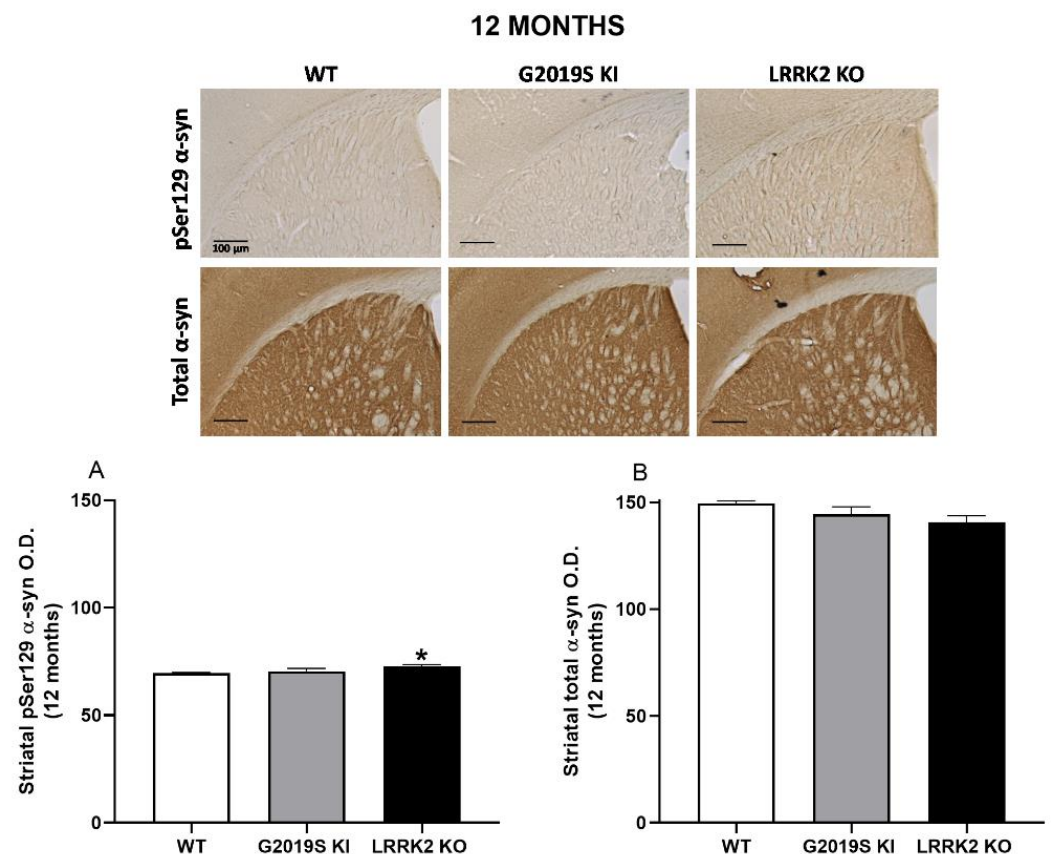 12 MONTHS
WT G2019S KI LRRK2 KO
pSer129 α-syn
100 µm
Total α-syn
A
Striatal pSer129 α-syn O.D.
(12 months)
150
100
50
0
*
WT G2019S KI LRRK2 KO
B
Striatal total α-syn O.D.
(12 months)
150
100
50
0
WT G2019S KI LRRK2 KO